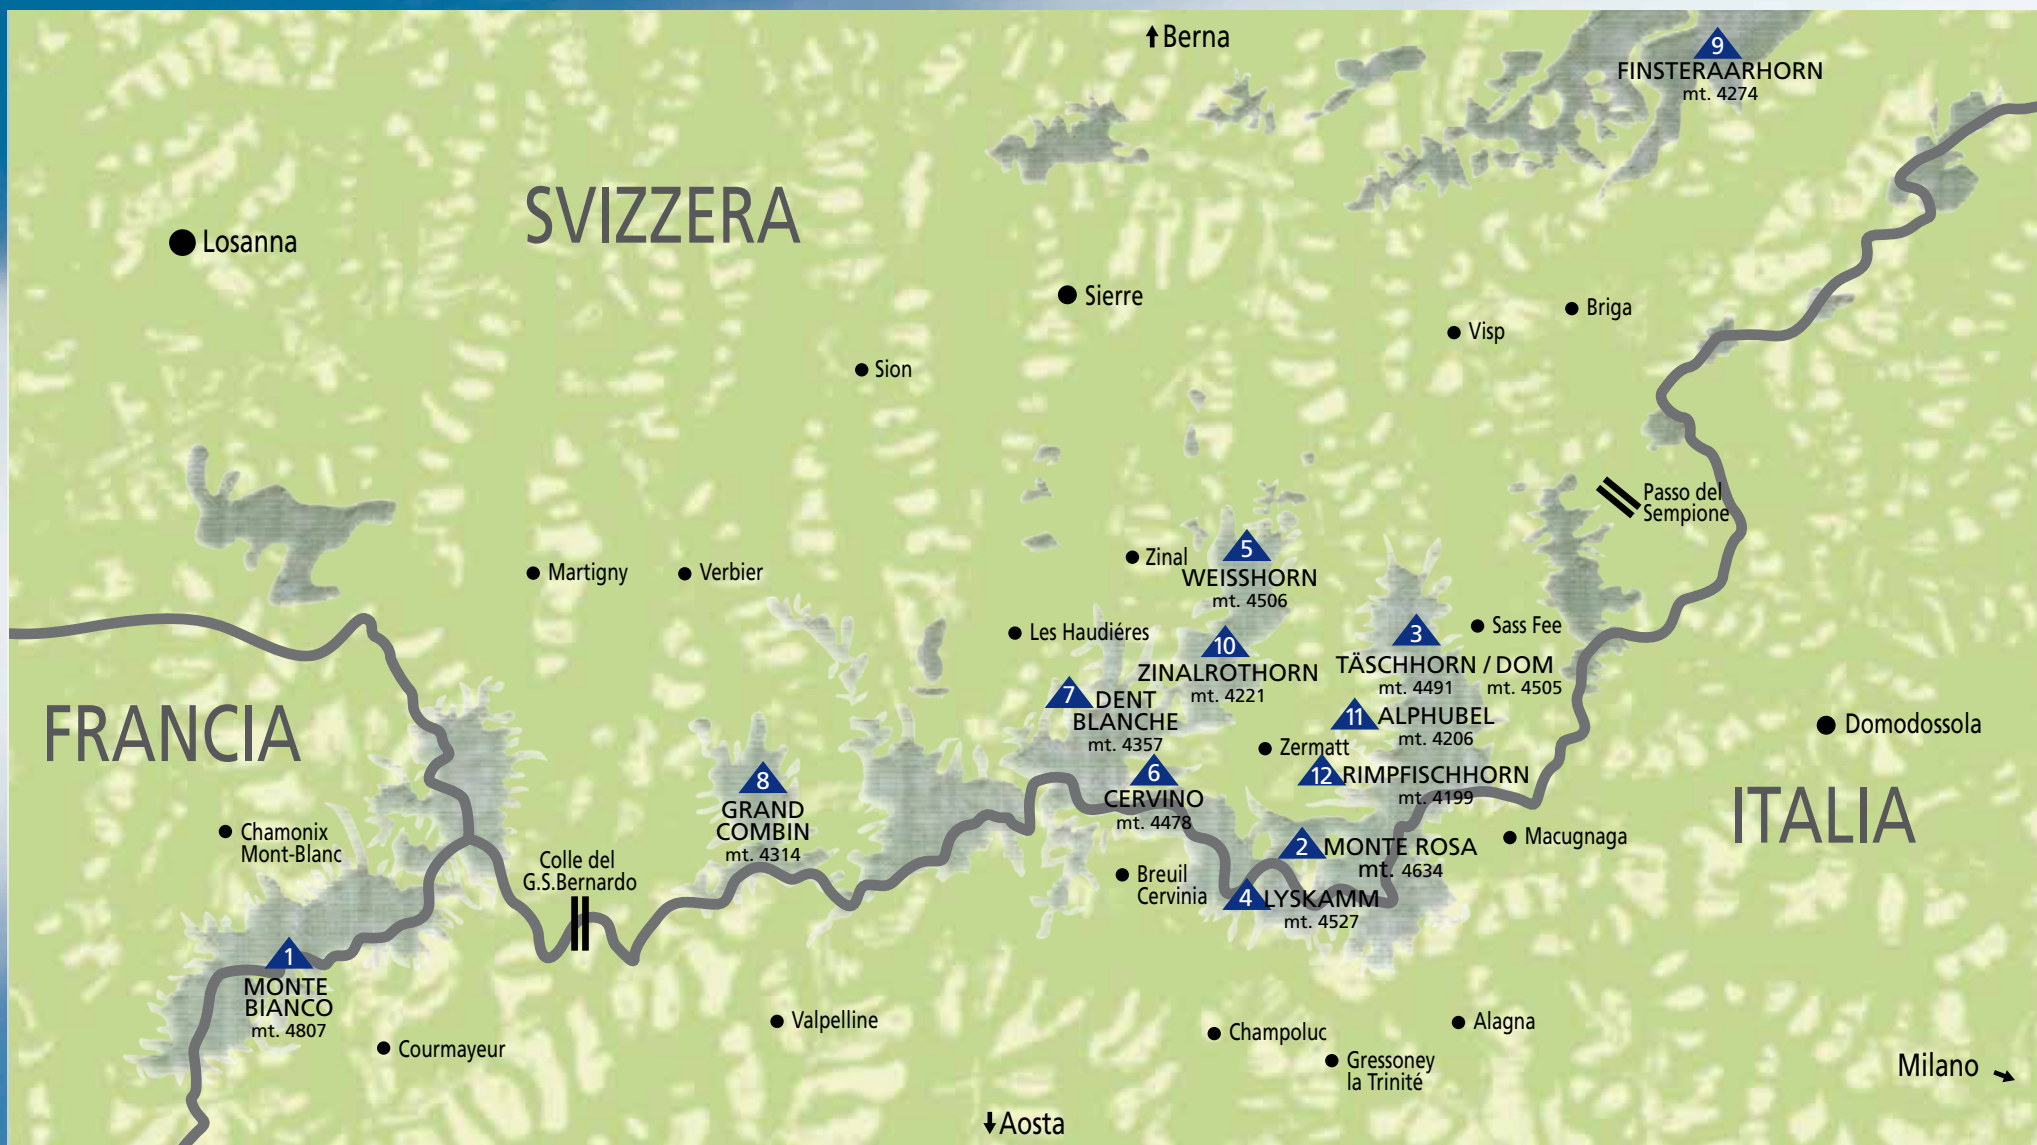 Berna
9
FINSTERAARHORN
mt. 4274
SVIZZERA
Losanna
Sierre
Briga
Visp
Sion
Passo del
Sempione
5
Zinal
WEISSHORN
mt. 4506
Martigny
Verbier
Les Haudiéres
10
ZINALROTHORN
mt. 4221
3
Sass Fee
TÄSCHHORN / DOM
mt. 4491
mt. 4505
7
DENT
BLANCHE
mt. 4357
11
ALPHUBEL
mt. 4206
FRANCIA
Domodossola
Zermatt
8
GRAND
COMBIN
mt. 4314
6
CERVINO
mt. 4478
12
RIMPFISCHHORN
mt. 4199
ITALIA
Chamonix
Mont-Blanc
Macugnaga
2
MONTE ROSA
mt. 4634
Colle del
G.S.Bernardo
Breuil
Cervinia
4
LYSKAMM
mt. 4527
1
MONTE
BIANCO
mt. 4807
Courmayeur
Valpelline
Champoluc
Alagna
Gressoney
la Trinité
Milano
Aosta